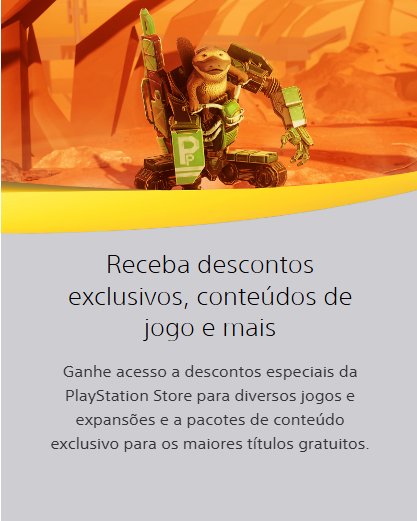 Pp
Receba descontos
exclusivos, conteúdos de
jogo e mais
Ganhe acesso a descontos especiais da
PlayStation Store para diversos jogos e
expansões e a pacotes de conteúdo
exclusivo para os maiores títulos gratuitos.